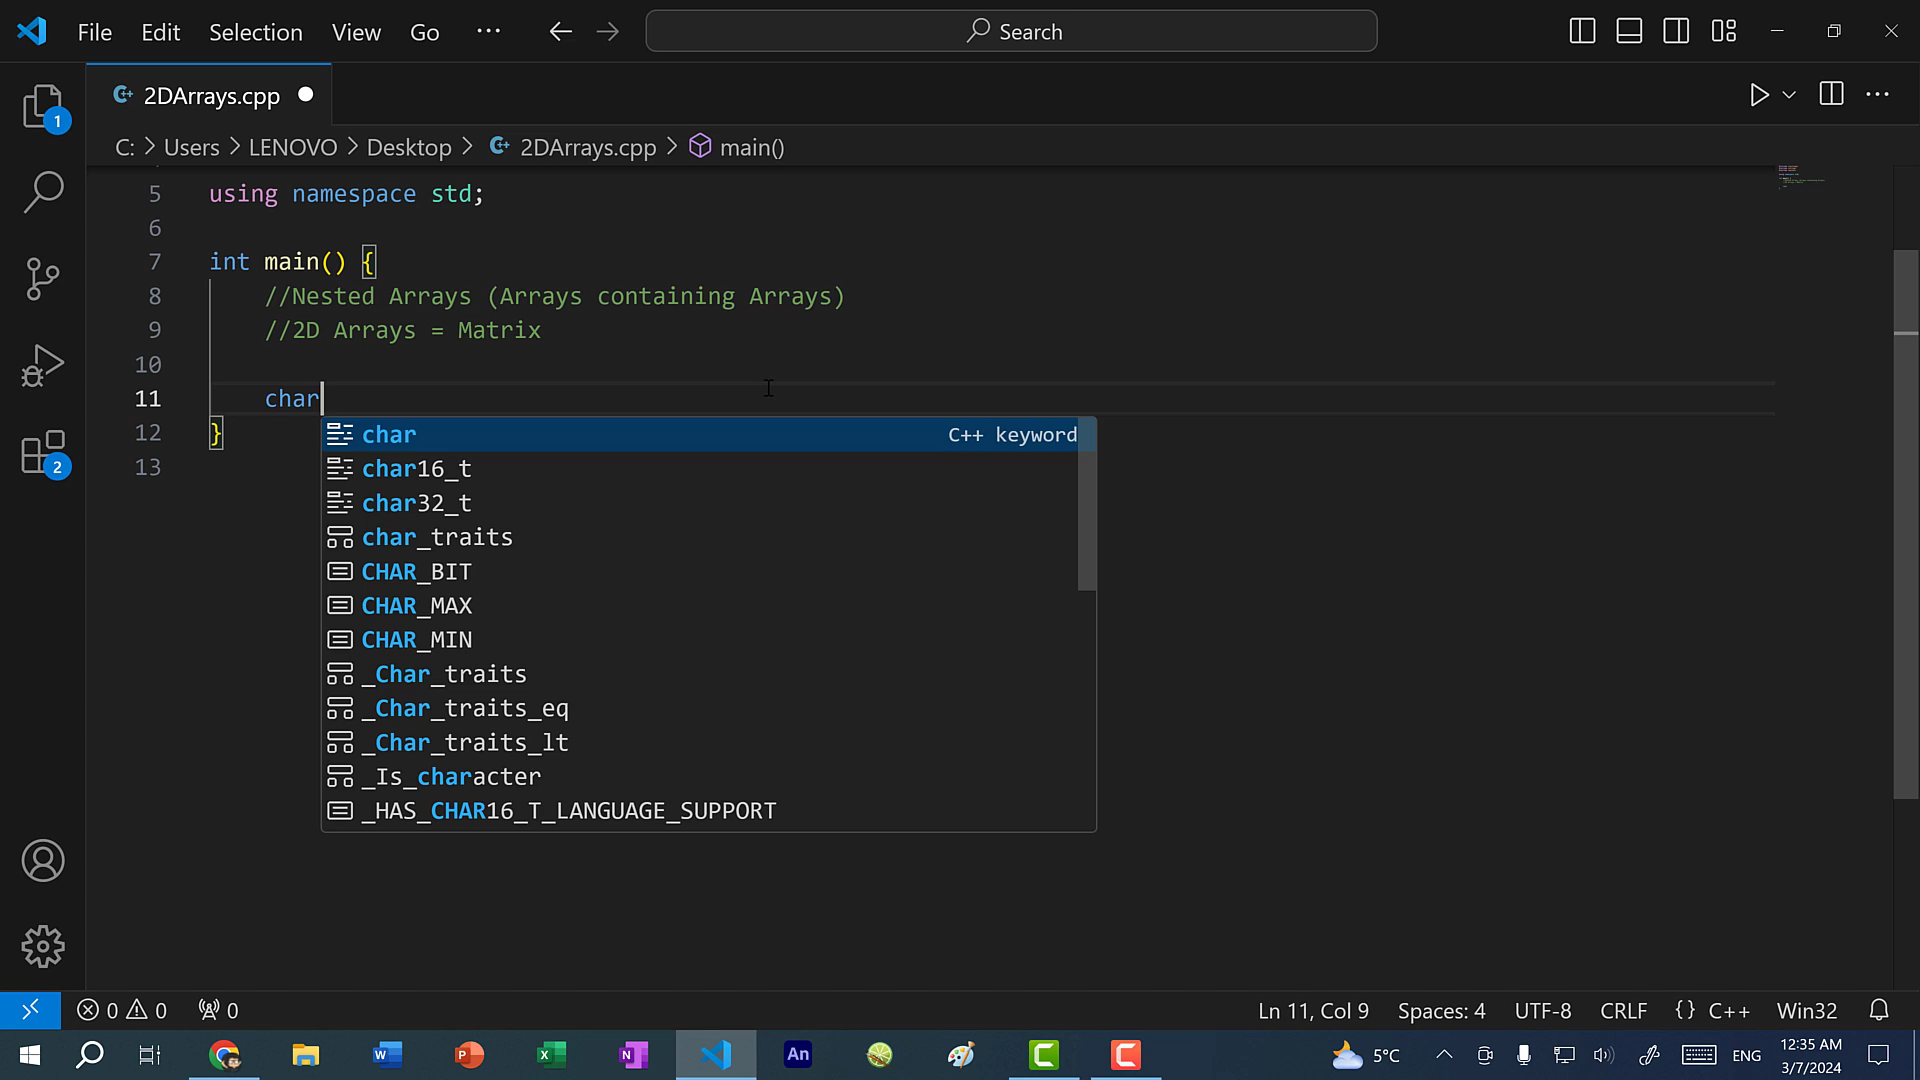 File Edit Selection View Go ··· Search
2DArrays.cpp
1
C: > Users > LENOVO > Desktop > 2DArrays.cpp > main()
5 using namespace std;
6
7 int main() {
8 //Nested Arrays (Arrays containing Arrays)
9 //2D Arrays = Matrix
10
11 char
char C++ keyword
12 }
13
char16_t
2
char32_t
char_traits
CHAR_BIT
CHAR_MAX
CHAR_MIN
_Char_traits
_Char_traits_eq
_Char_traits_lt
_Is_character
_HAS_CHAR16_T_LANGUAGE_SUPPORT
0 0 0 Ln 11, Col 9 Spaces: 4 UTF-8 CRLF {} C++ Win32
W P X N An 5°C ENG 12:35 AM
3/7/2024